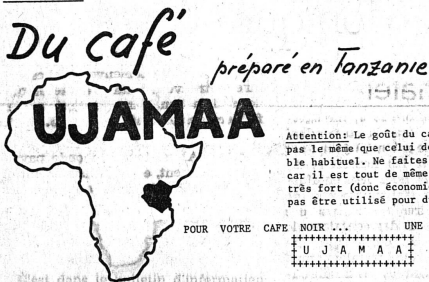 Du café
préparé en Tanzanie
UJAMAA
Attention: Le goût du ca
pas le même que celui de
ble habituel. Ne faites
car il est tout de même
très fort (donc économi
pas être utilisé pour d
POUR VOTRE CAFE NOIR ... UNE
U J A M A A